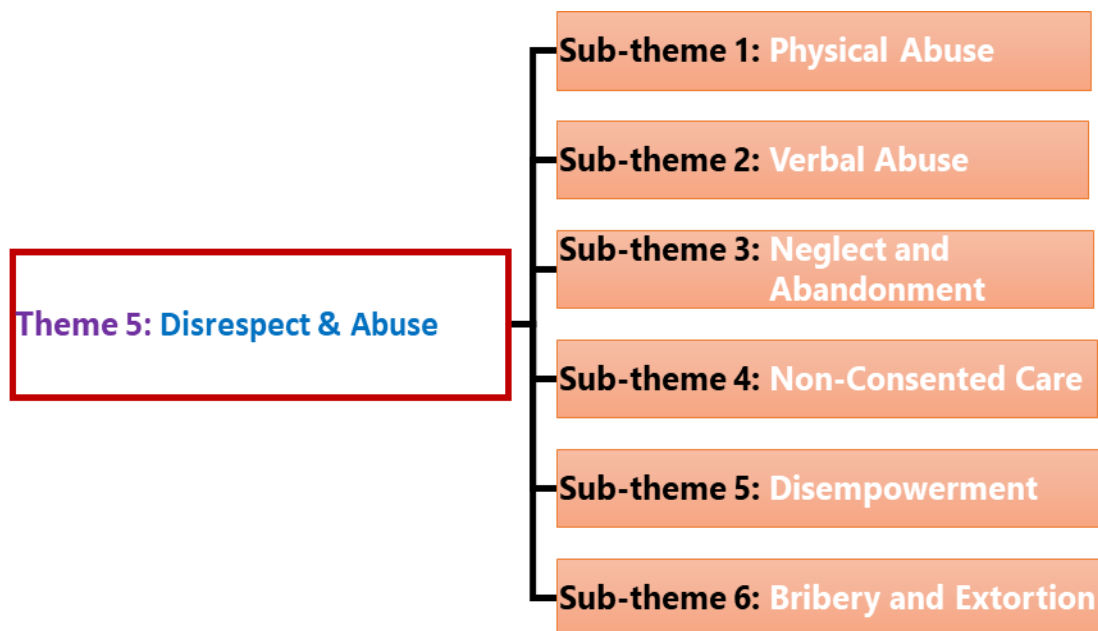 Sub-theme 1: Physical Abuse
Sub-theme 2: Verbal Abuse
Sub-theme 3: Neglect and
Abandonment
Theme 5: Disrespect & Abuse
Sub-theme 4: Non-Consented Care
Sub-theme 5: Disempowerment
Sub-theme 6: Bribery and Extortion